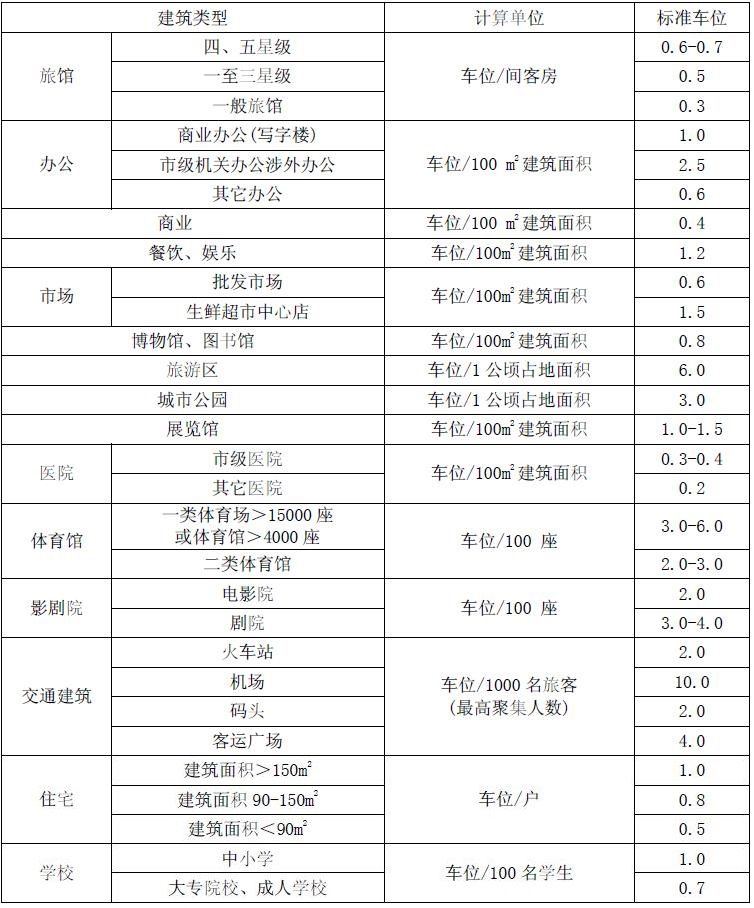 建筑类型 计算单位 标准车位
旅馆 四、五星级 车位/间客房 0.6-0.7
一至三星级 0.5
一般旅馆 0.3
办公 商业办公(写字楼) 车位/100 m²建筑面积 1.0
市级机关办公涉外办公 2.5
其它办公 0.6
商业 车位/100 m²建筑面积 0.4
餐饮、娱乐 车位/100m²建筑面积 1.2
市场 批发市场 车位/100m²建筑面积 0.6
生鲜超市中心店 1.5
博物馆、图书馆 车位/100m²建筑面积 0.8
旅游区 车位/1公顷占地面积 6.0
城市公园 车位/1公顷占地面积 3.0
展览馆 车位/100m²建筑面积 1.0-1.5
医院 市级医院 车位/100m²建筑面积 0.3-0.4
其它医院 0.2
体育馆 一类体育场＞15000座
或体育馆＞4000座 车位/100 座 3.0-6.0
二类体育馆 2.0-3.0
影剧院 电影院 车位/100 座 2.0
剧院 3.0-4.0
交通建筑 火车站 车位/1000名旅客
(最高聚集人数) 2.0
机场 10.0
码头 2.0
客运广场 4.0
住宅 建筑面积＞150m² 车位/户 1.0
建筑面积 90-150m² 0.8
建筑面积＜90m² 0.5
学校 中小学 车位/100名学生 1.0
大专院校、成人学校 0.7